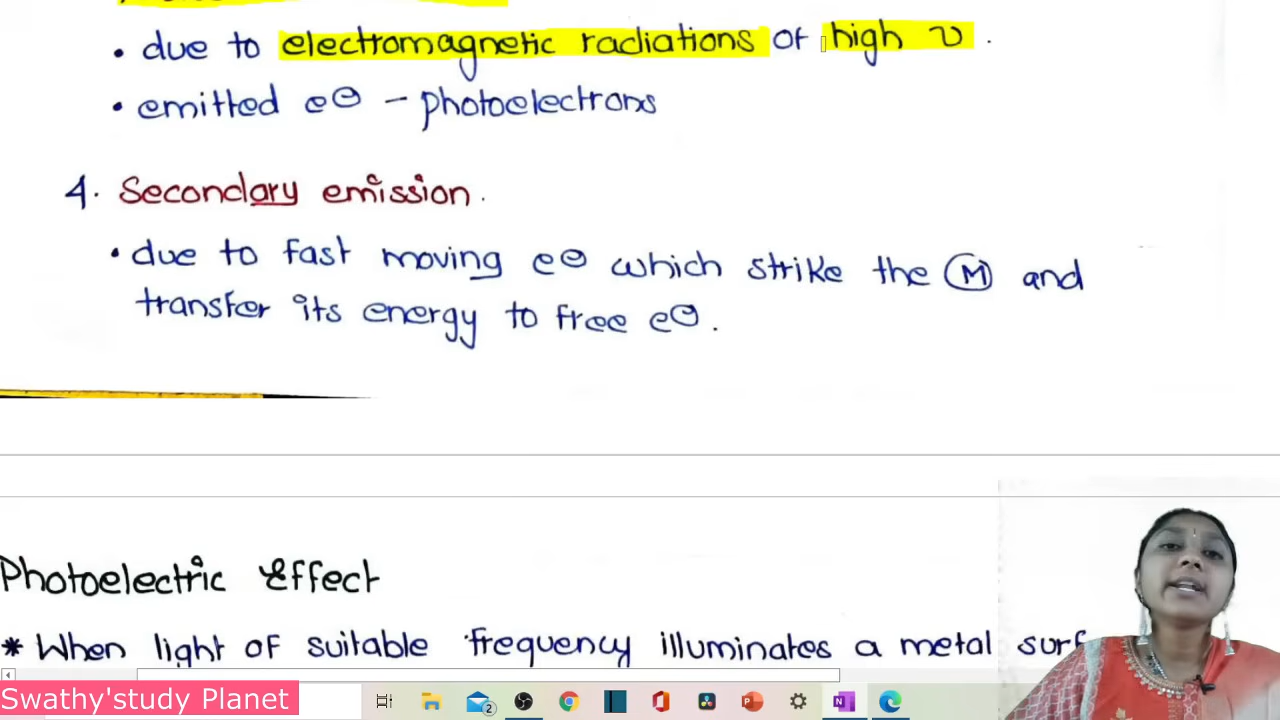 • due to electromagnetic radiations of high ν .
• emitted e⊖ – photoelectrons
4. Secondary emission .
• due to fast moving e⊖ which strike the Ⓜ and
transfer its energy to free e⊖ .
Photoelectric Effect
* When light of suitable frequency illuminates a metal surf
2
Swathy'study Planet